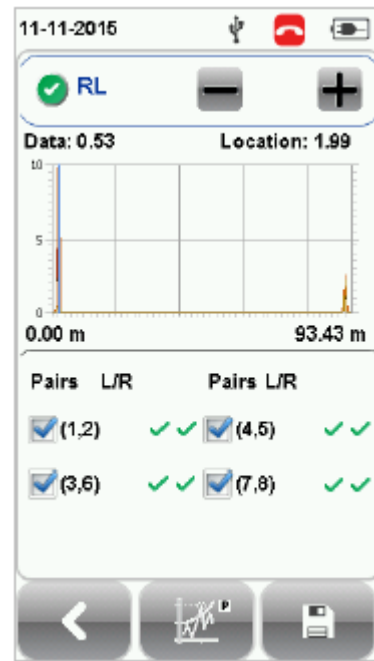 11-11-2015
RL
Data: 0.53 Location: 1.99
10
5
0
0.00 m 93.43 m
Pairs L/R Pairs L/R
(1,2) (4,5)
(3,6) (7,8)
P